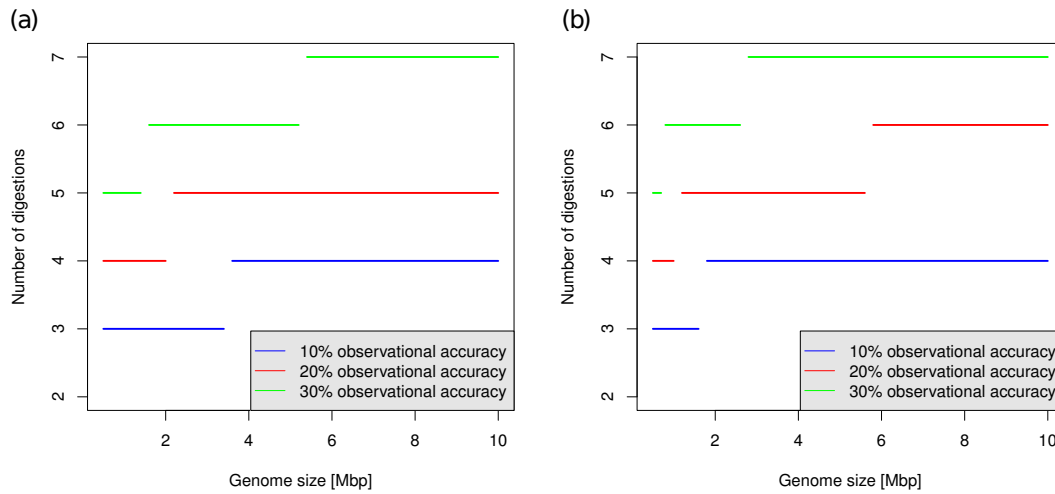 (a)
7
6
5
4
3
2
Number of digestions
10% observational accuracy
20% observational accuracy
30% observational accuracy
2 4 6 8 10
Genome size [Mbp]
(b)
7
6
5
4
3
2
Number of digestions
10% observational accuracy
20% observational accuracy
30% observational accuracy
2 4 6 8 10
Genome size [Mbp]